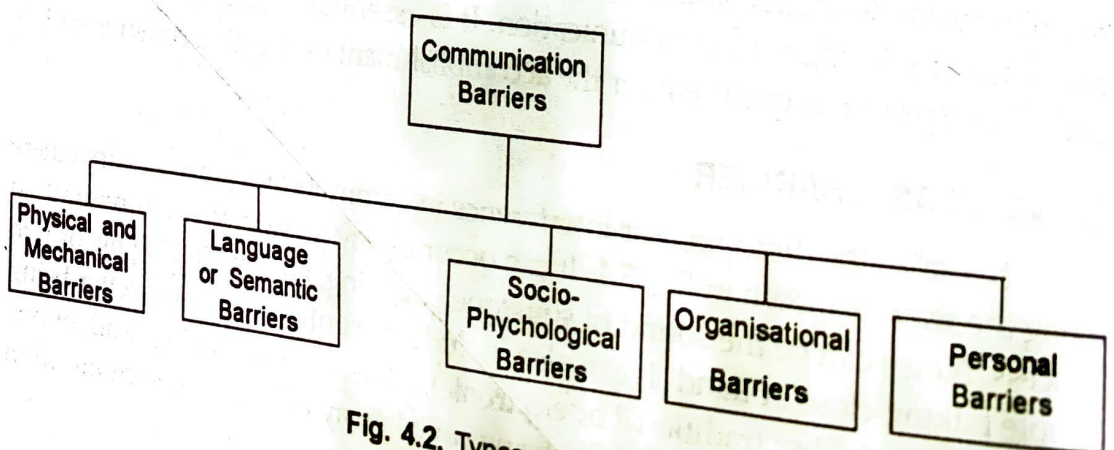 Communication
Barriers
Physical and
Mechanical
Barriers
Language
or Semantic
Barriers
Socio-
Phychological
Barriers
Organisational
Barriers
Personal
Barriers
Fig. 4.2. Types